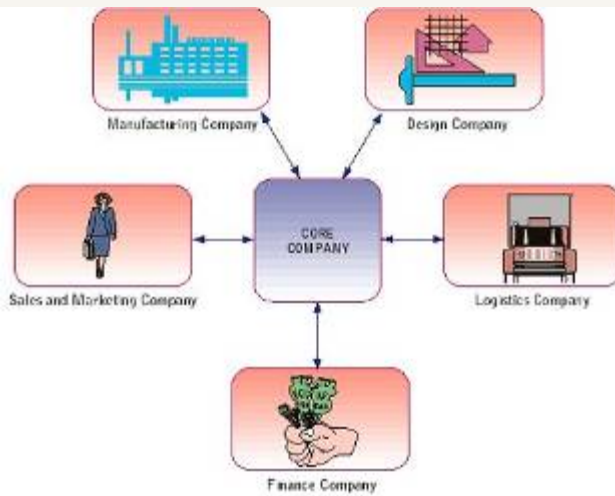 Manufacturing Company
Design Company
CORE
COMPANY
Sales and Marketing Company
Logistics Company
Finance Company